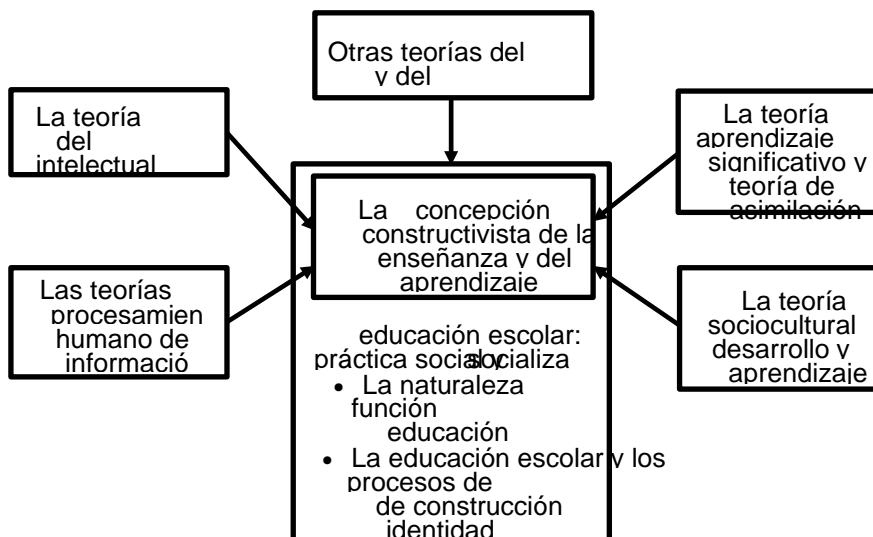 Otras teorías del
y del
La teoría
del
intelectual
La teoría
aprendizaje
significativo y
teoría de
asimilación
La concepción
constructivista de la
enseñanza y del
aprendizaje
Las teorías
procesamien
humano de
informació
La teoría
sociocultural
desarrollo y
aprendizaje
educación escolar:
práctica social y socializa
• La naturaleza
función
educación
• La educación escolar y los
procesos de
de construcción
identidad